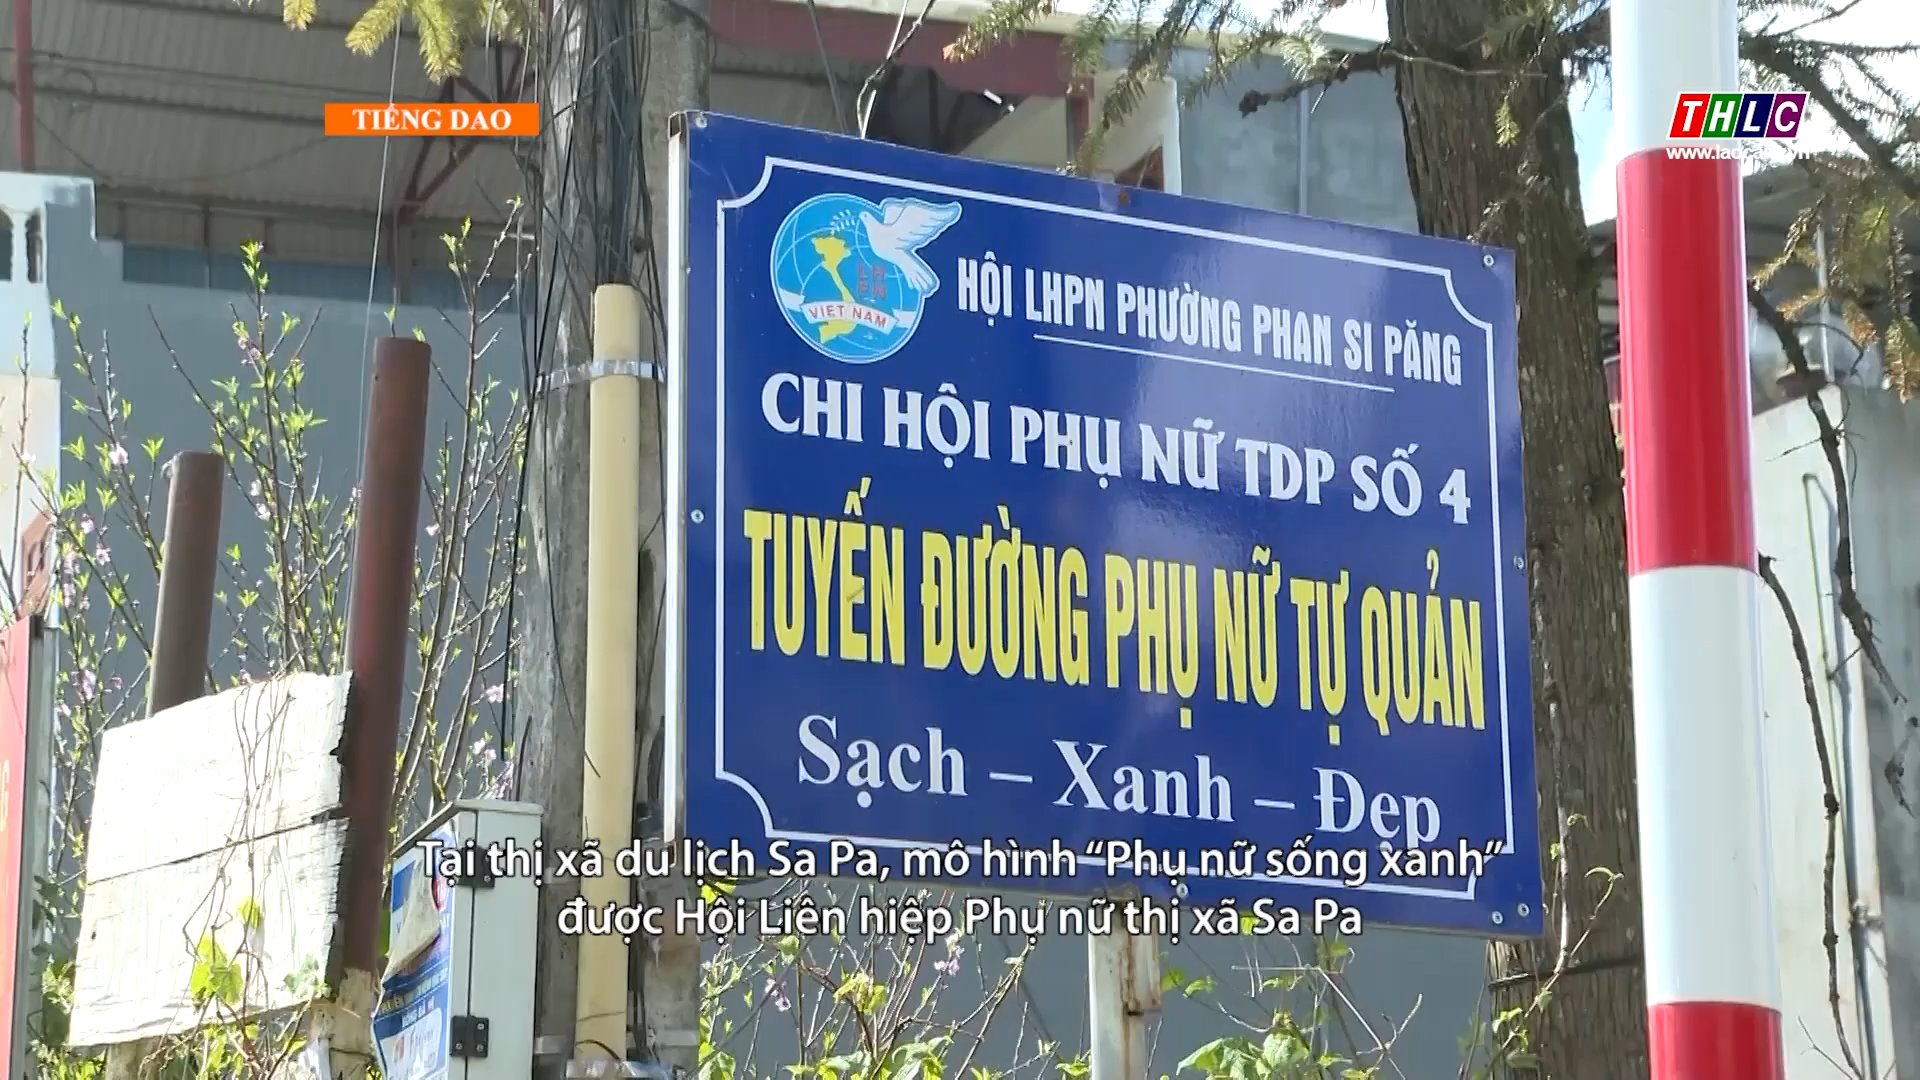 TIẾNG DAO
THLC
HỘI LHPN PHƯỜNG PHAN SI PĂNG
LH
PN
VIỆT NAM
CHI HỘI PHỤ NỮ TDP SỐ 4
TUYẾN ĐƯỜNG PHỤ NỮ TỰ QUẢN
Sạch – Xanh – Đẹp
Tại thị xã du lịch Sa Pa, mô hình “Phụ nữ sống xanh”
được Hội Liên hiệp Phụ nữ thị xã Sa Pa